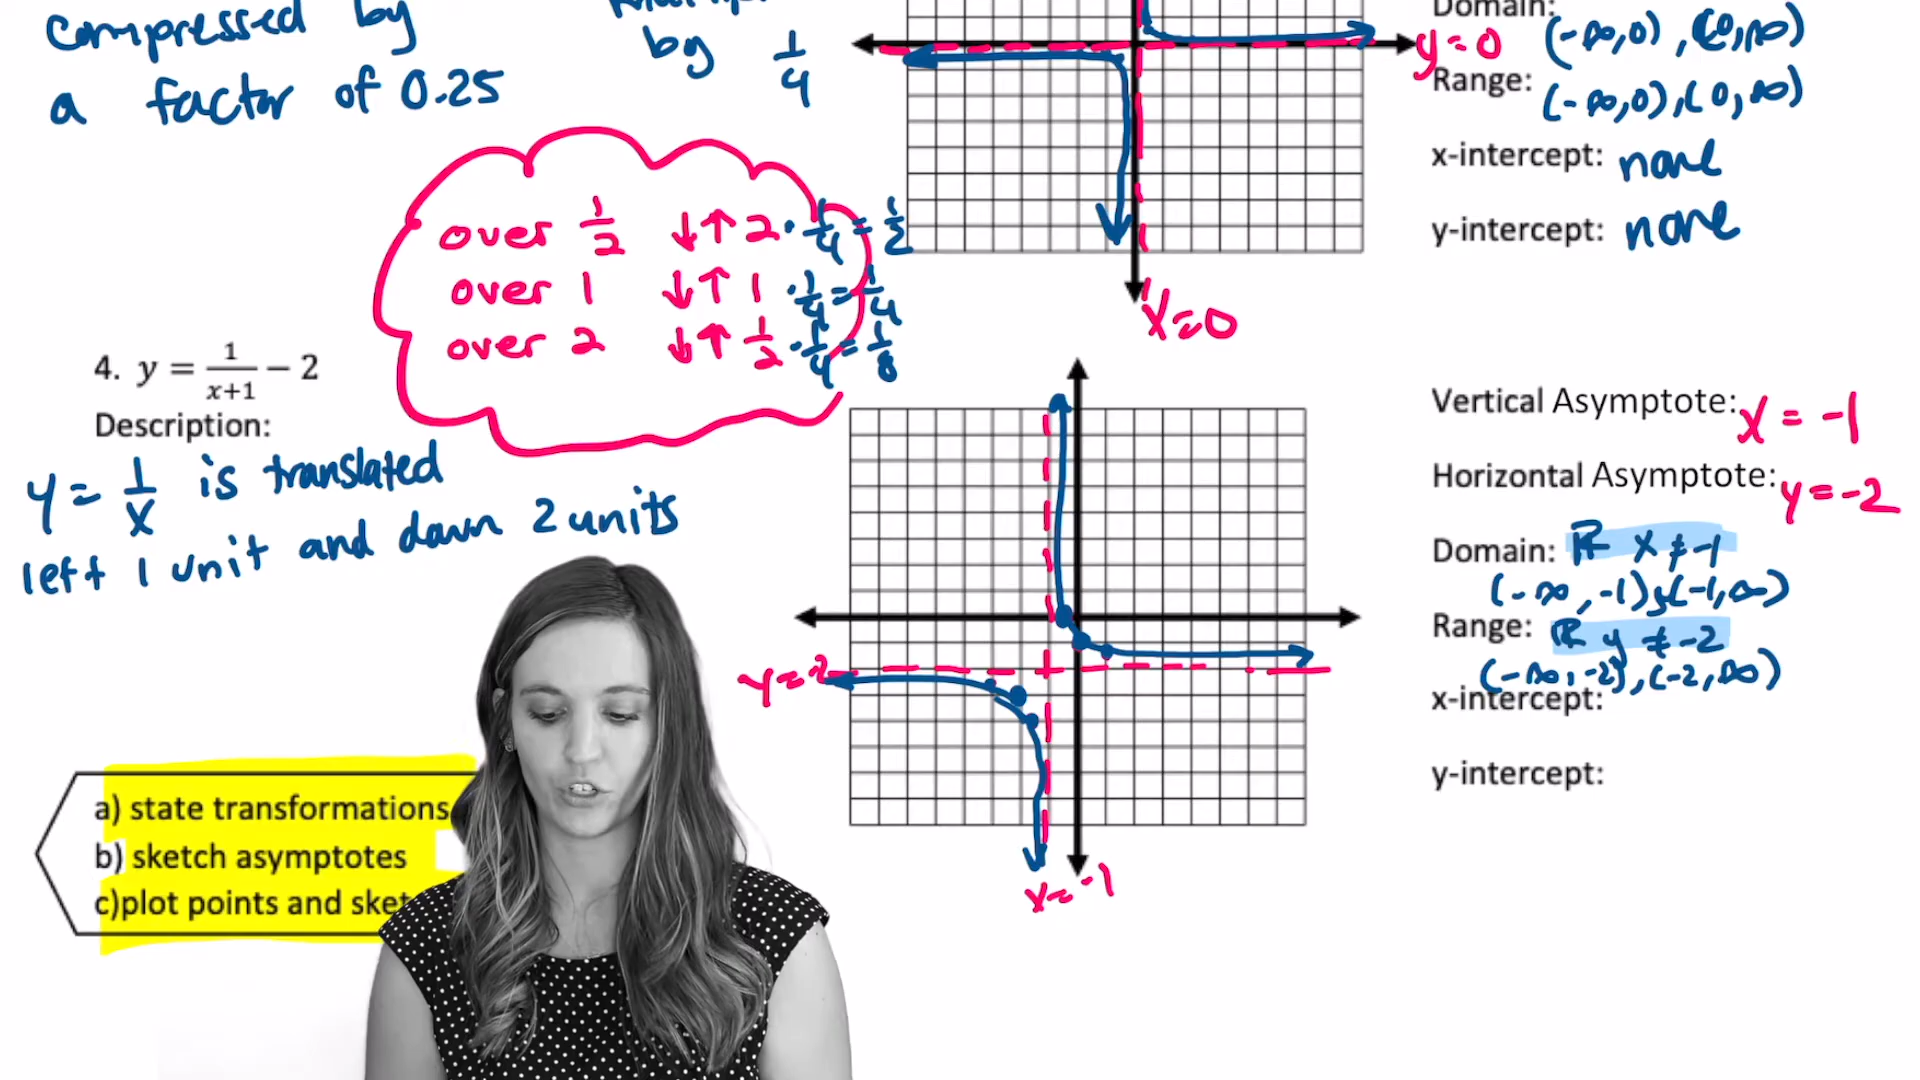 compressed by
a factor of 0.25
by 1/4
y=0
x=0
Domain:
(-∞,0), (0,∞)
Range:
(-∞,0),(0,∞)
x-intercept: none
y-intercept: none
over 1/2 ↓↑ 2 · 1/4 = 1/2
over 1 ↓↑ 1 · 1/4 = 1/4
over 2 ↓↑ 1/2 · 1/4 = 1/8
4. y = 1/(x+1) − 2
Description:
y = 1/x is translated
left 1 unit and down 2 units
a) state transformations
b) sketch asymptotes
c)plot points and sket
y=-2
x=-1
Vertical Asymptote: x = -1
Horizontal Asymptote: y=-2
Domain: ℝ x ≠ -1
(-∞,-1),(-1,∞)
Range: ℝ y ≠ -2
(-∞,-2),(-2,∞)
x-intercept:
y-intercept: